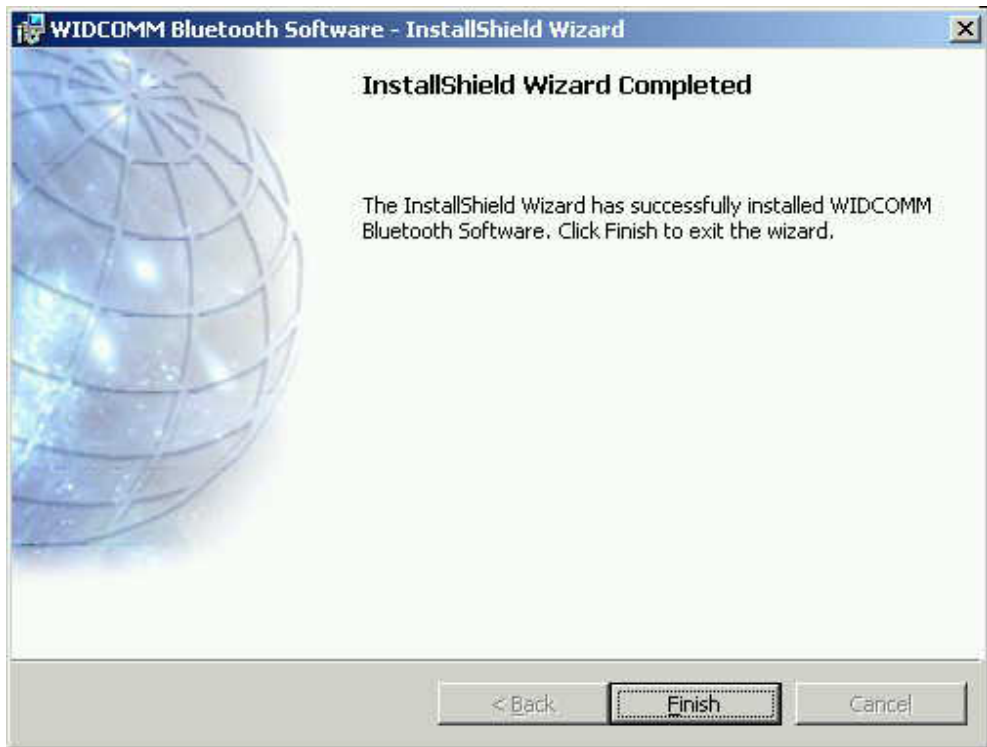 WIDCOMM Bluetooth Software - InstallShield Wizard
InstallShield Wizard Completed
The InstallShield Wizard has successfully installed WIDCOMM
Bluetooth Software. Click Finish to exit the wizard.
< Back
Finish
Cancel